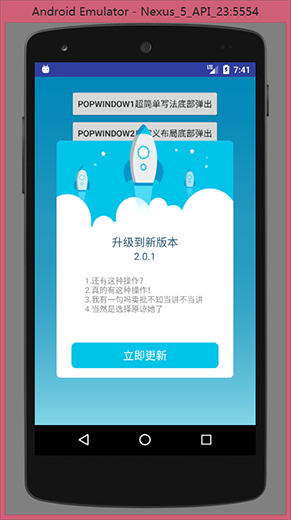 Android Emulator - Nexus_5_API_23:5554
LTE
7:41
POPWINDOW1超简单写法底部弹出
POPWINDOW2 义布局底部弹出
升级到新版本
2.0.1
1.还有这种操作?
2.真的有这种操作!
3.我有一句吗卖批不知当讲不当讲
4.当然是选择原谅她了
立即更新